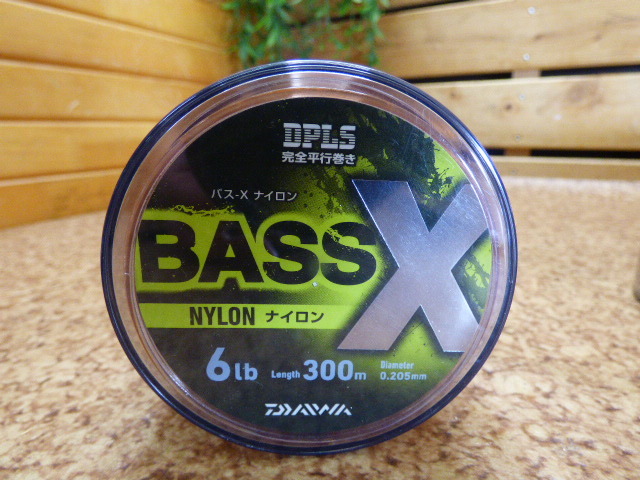 DPLS
完全平行巻き
バス-X ナイロン
BASS X
NYLON ナイロン
6lb Length 300m Diameter 0.205mm
DAIWA